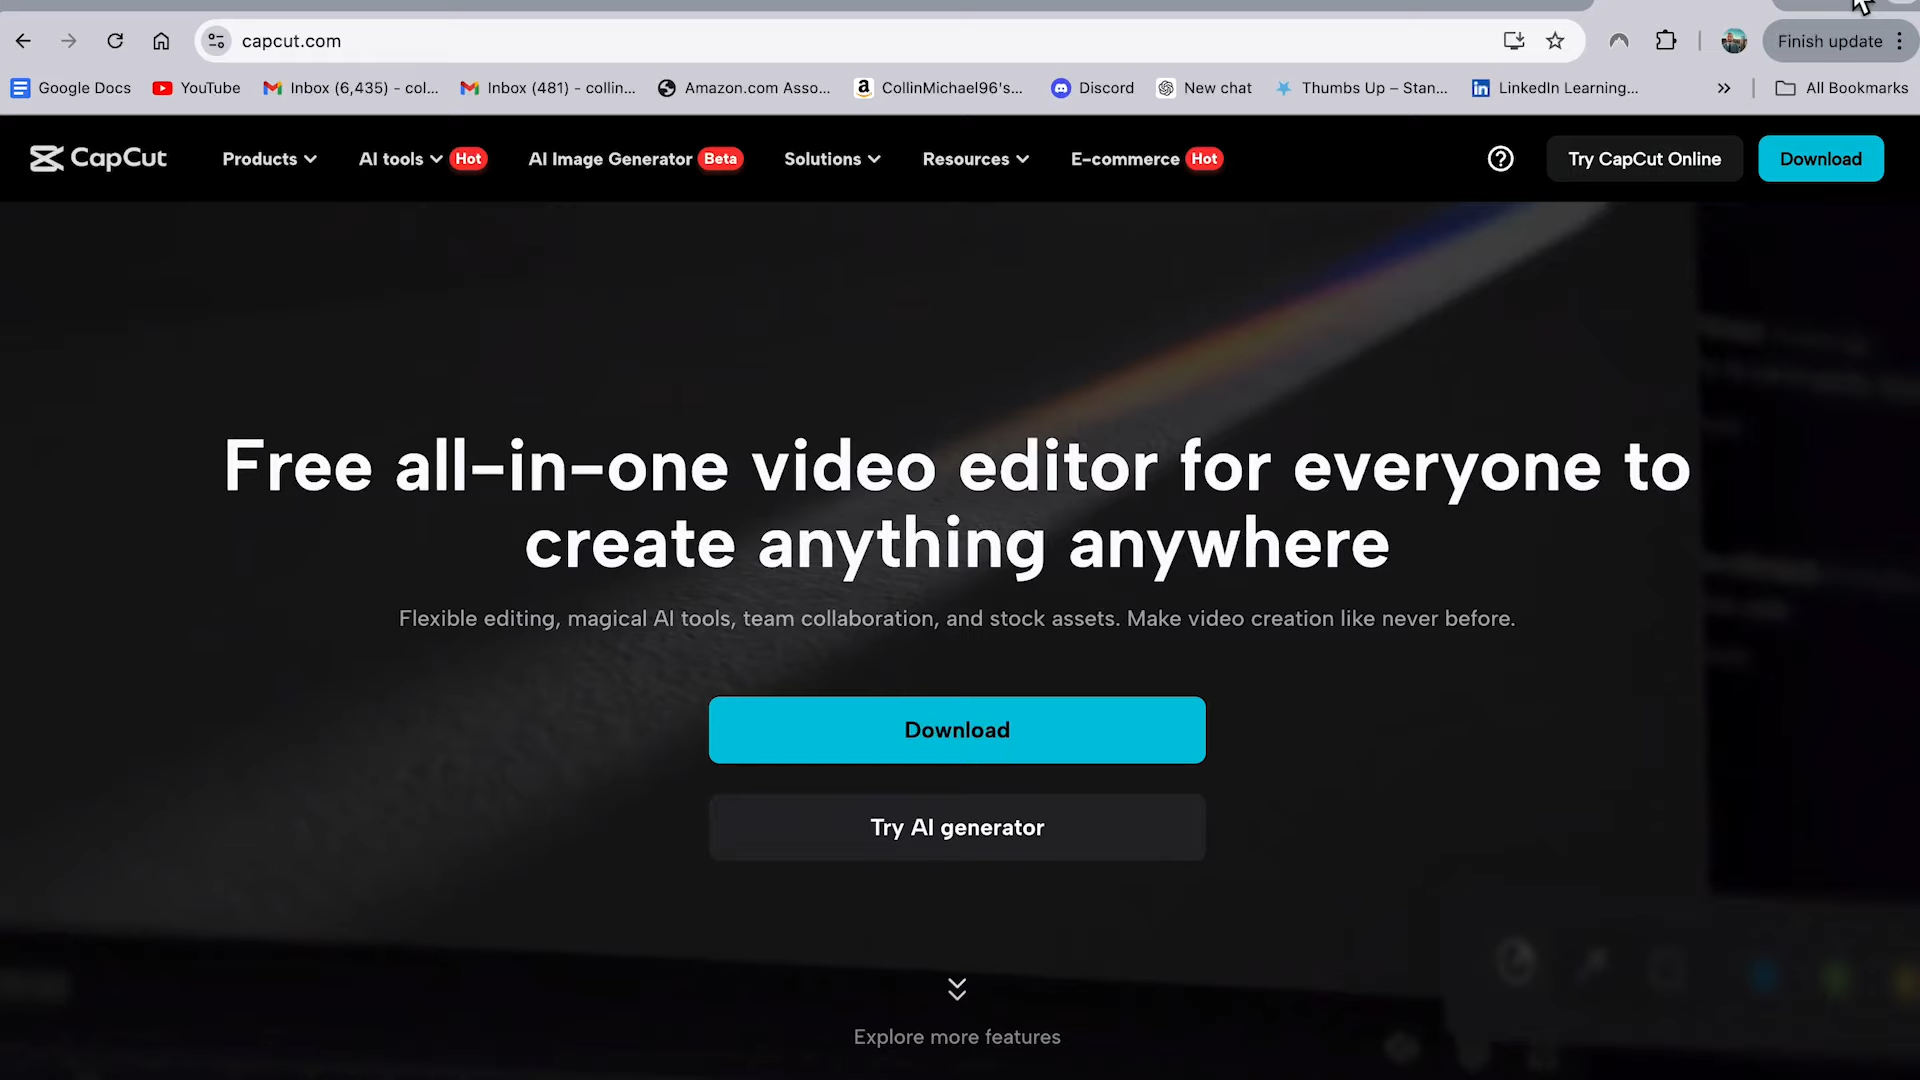 capcut.com
Finish update
Google Docs YouTube Inbox (6,435) - col... Inbox (481) - collin... Amazon.com Asso... CollinMichael96's... Discord New chat Thumbs Up – Stan... LinkedIn Learning... All Bookmarks
CapCut Products AI tools Hot AI Image Generator Beta Solutions Resources E-commerce Hot Try CapCut Online Download
Free all-in-one video editor for everyone to
create anything anywhere
Flexible editing, magical AI tools, team collaboration, and stock assets. Make video creation like never before.
Download
Try AI generator
Explore more features